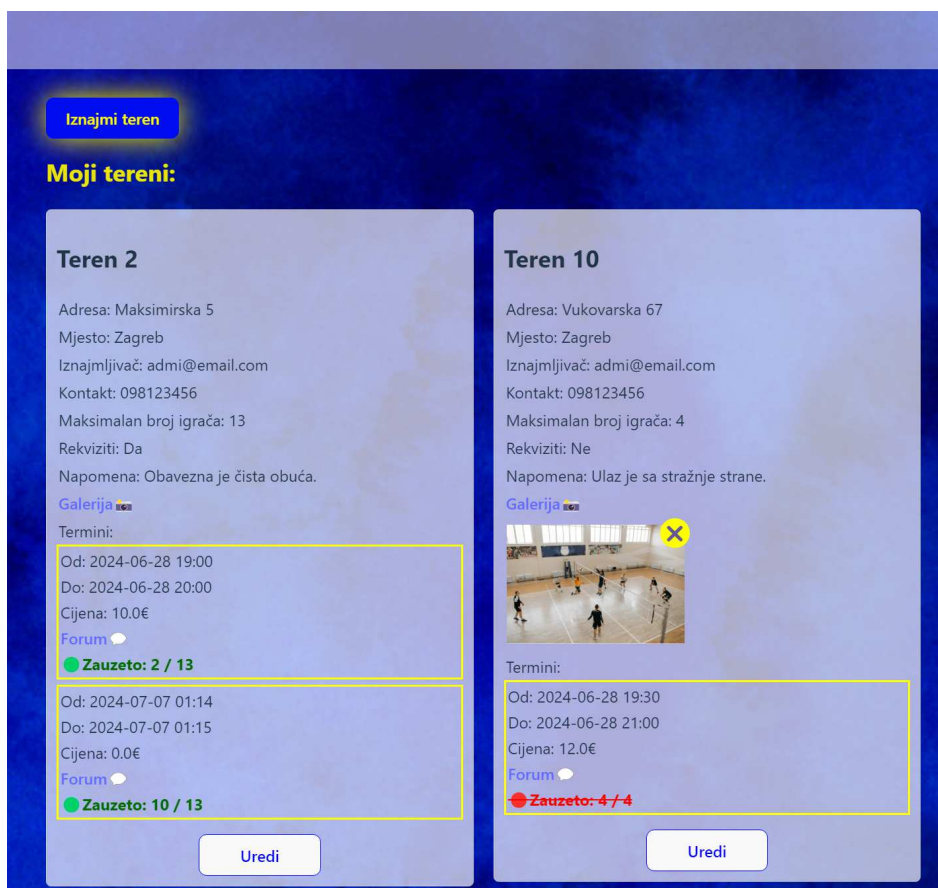 Iznajmi teren
Moji tereni:
Teren 2
Adresa: Maksimirska 5
Mjesto: Zagreb
Iznajmljivač: admi@email.com
Kontakt: 098123456
Maksimalan broj igrača: 13
Rekviziti: Da
Napomena: Obavezna je čista obuća.
Galerija
Termini:
Od: 2024-06-28 19:00
Do: 2024-06-28 20:00
Cijena: 10.0€
Forum
Zauzeto: 2 / 13
Od: 2024-07-07 01:14
Do: 2024-07-07 01:15
Cijena: 0.0€
Forum
Zauzeto: 10 / 13
Uredi
Teren 10
Adresa: Vukovarska 67
Mjesto: Zagreb
Iznajmljivač: admi@email.com
Kontakt: 098123456
Maksimalan broj igrača: 4
Rekviziti: Ne
Napomena: Ulaz je sa stražnje strane.
Galerija
Termini:
Od: 2024-06-28 19:30
Do: 2024-06-28 21:00
Cijena: 12.0€
Forum
Zauzeto: 4 / 4
Uredi